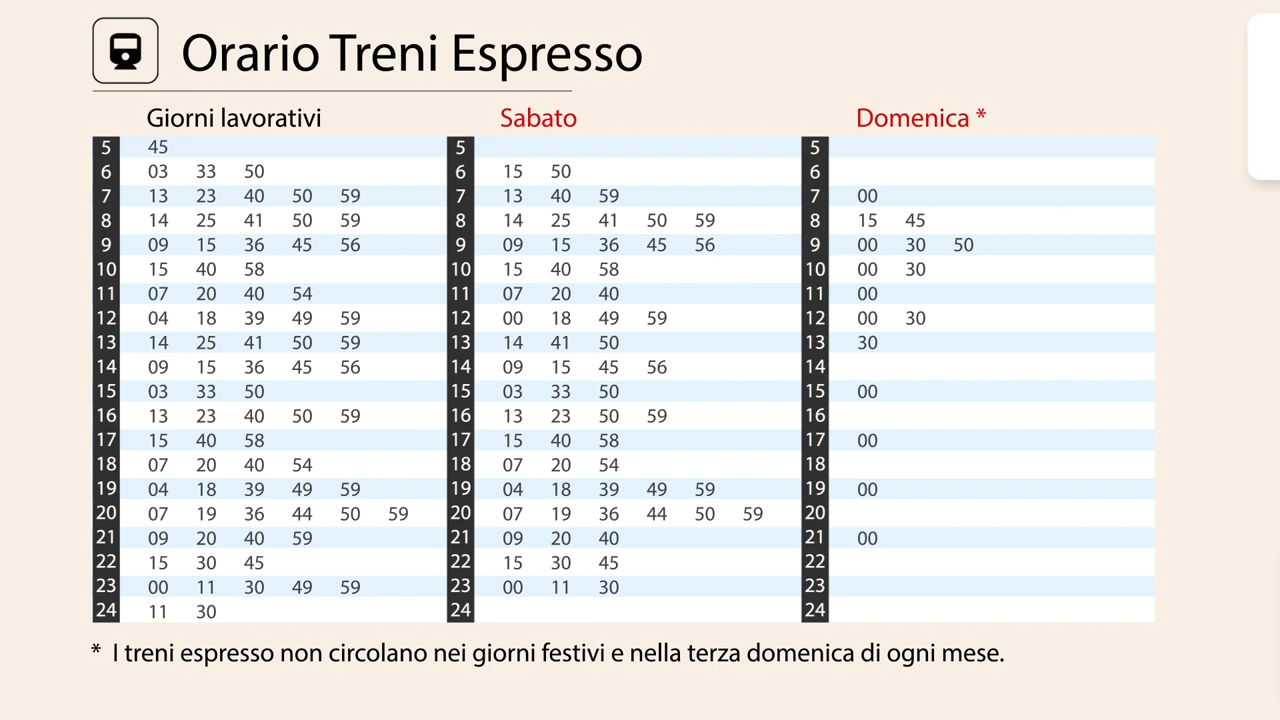 Orario Treni Espresso
Giorni lavorativi Sabato Domenica *
5 45 5 5
6 03 33 50 6 15 50 6
7 13 23 40 50 59 7 13 40 59 7 00
8 14 25 41 50 59 8 14 25 41 50 59 8 15 45
9 09 15 36 45 56 9 09 15 36 45 56 9 00 30 50
10 15 40 58 10 15 40 58 10 00 30
11 07 20 40 54 11 07 20 40 11 00
12 04 18 39 49 59 12 00 18 49 59 12 00 30
13 14 25 41 50 59 13 14 41 50 13 30
14 09 15 36 45 56 14 09 15 45 56 14
15 03 33 50 15 03 33 50 15 00
16 13 23 40 50 59 16 13 23 50 59 16
17 15 40 58 17 15 40 58 17 00
18 07 20 40 54 18 07 20 54 18
19 04 18 39 49 59 19 04 18 39 49 59 19 00
20 07 19 36 44 50 59 20 07 19 36 44 50 59 20
21 09 20 40 59 21 09 20 40 21 00
22 15 30 45 22 15 30 45 22
23 00 11 30 49 59 23 00 11 30 23
24 11 30 24 24
* I treni espresso non circolano nei giorni festivi e nella terza domenica di ogni mese.